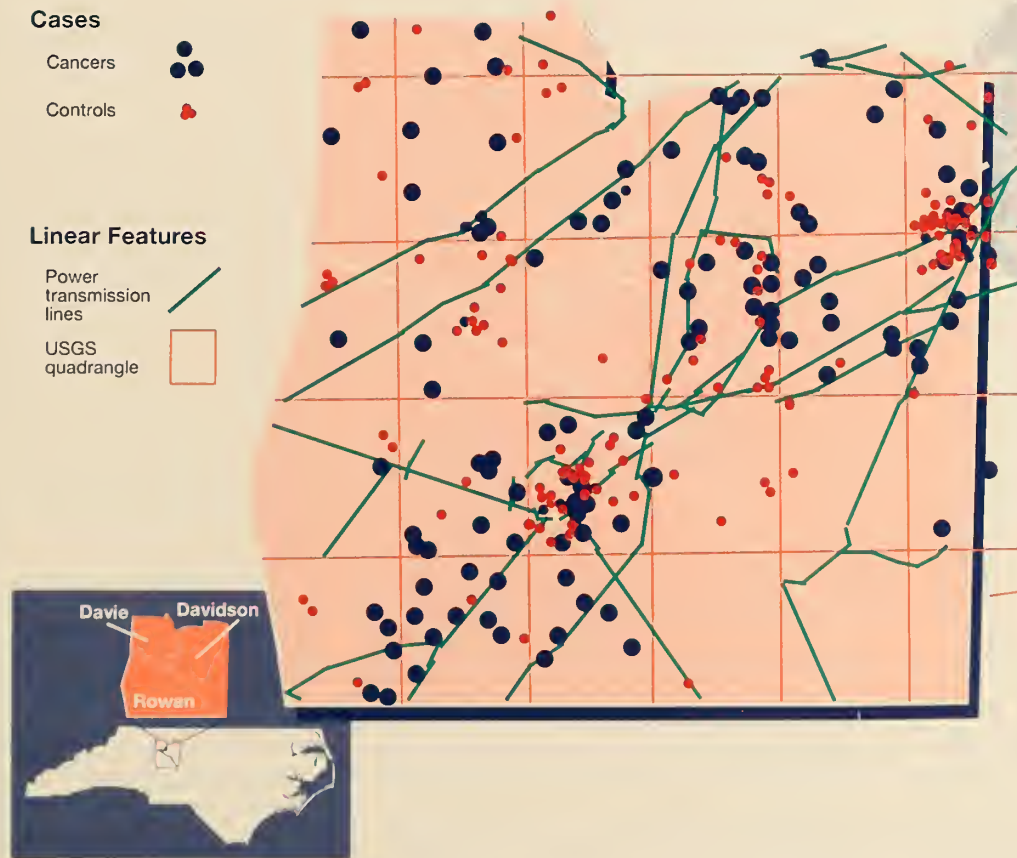 Cases
Cancers
Controls
Linear Features
Power
transmission
lines
USGS
quadrangle
Davie
Davidson
Rowan